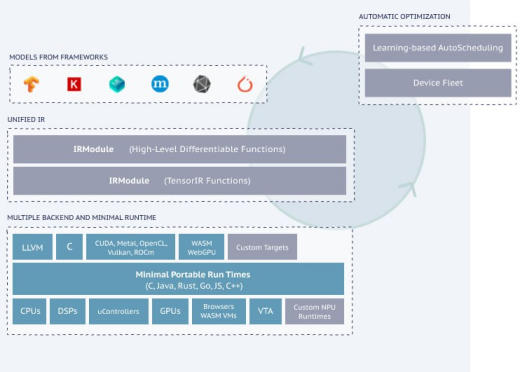 AUTOMATIC OPTIMIZATION
Learning-based AutoScheduling
Device Fleet
MODELS FROM FRAMEWORKS
K
m
UNIFIED IR
IRModule (High-Level Differentiable Functions)
IRModule (TensorIR Functions)
MULTIPLE BACKEND AND MINIMAL RUNTIME
LLVM
C
CUDA, Metal, OpenCL,
Vulkan, ROCm
WASM
WebGPU
Custom Targets
Minimal Portable Run Times
(C, Java, Rust, Go, JS, C++)
CPUs
DSPs
uControllers
GPUs
Browsers
WASM VMs
VTA
Custom NPU
Runtimes